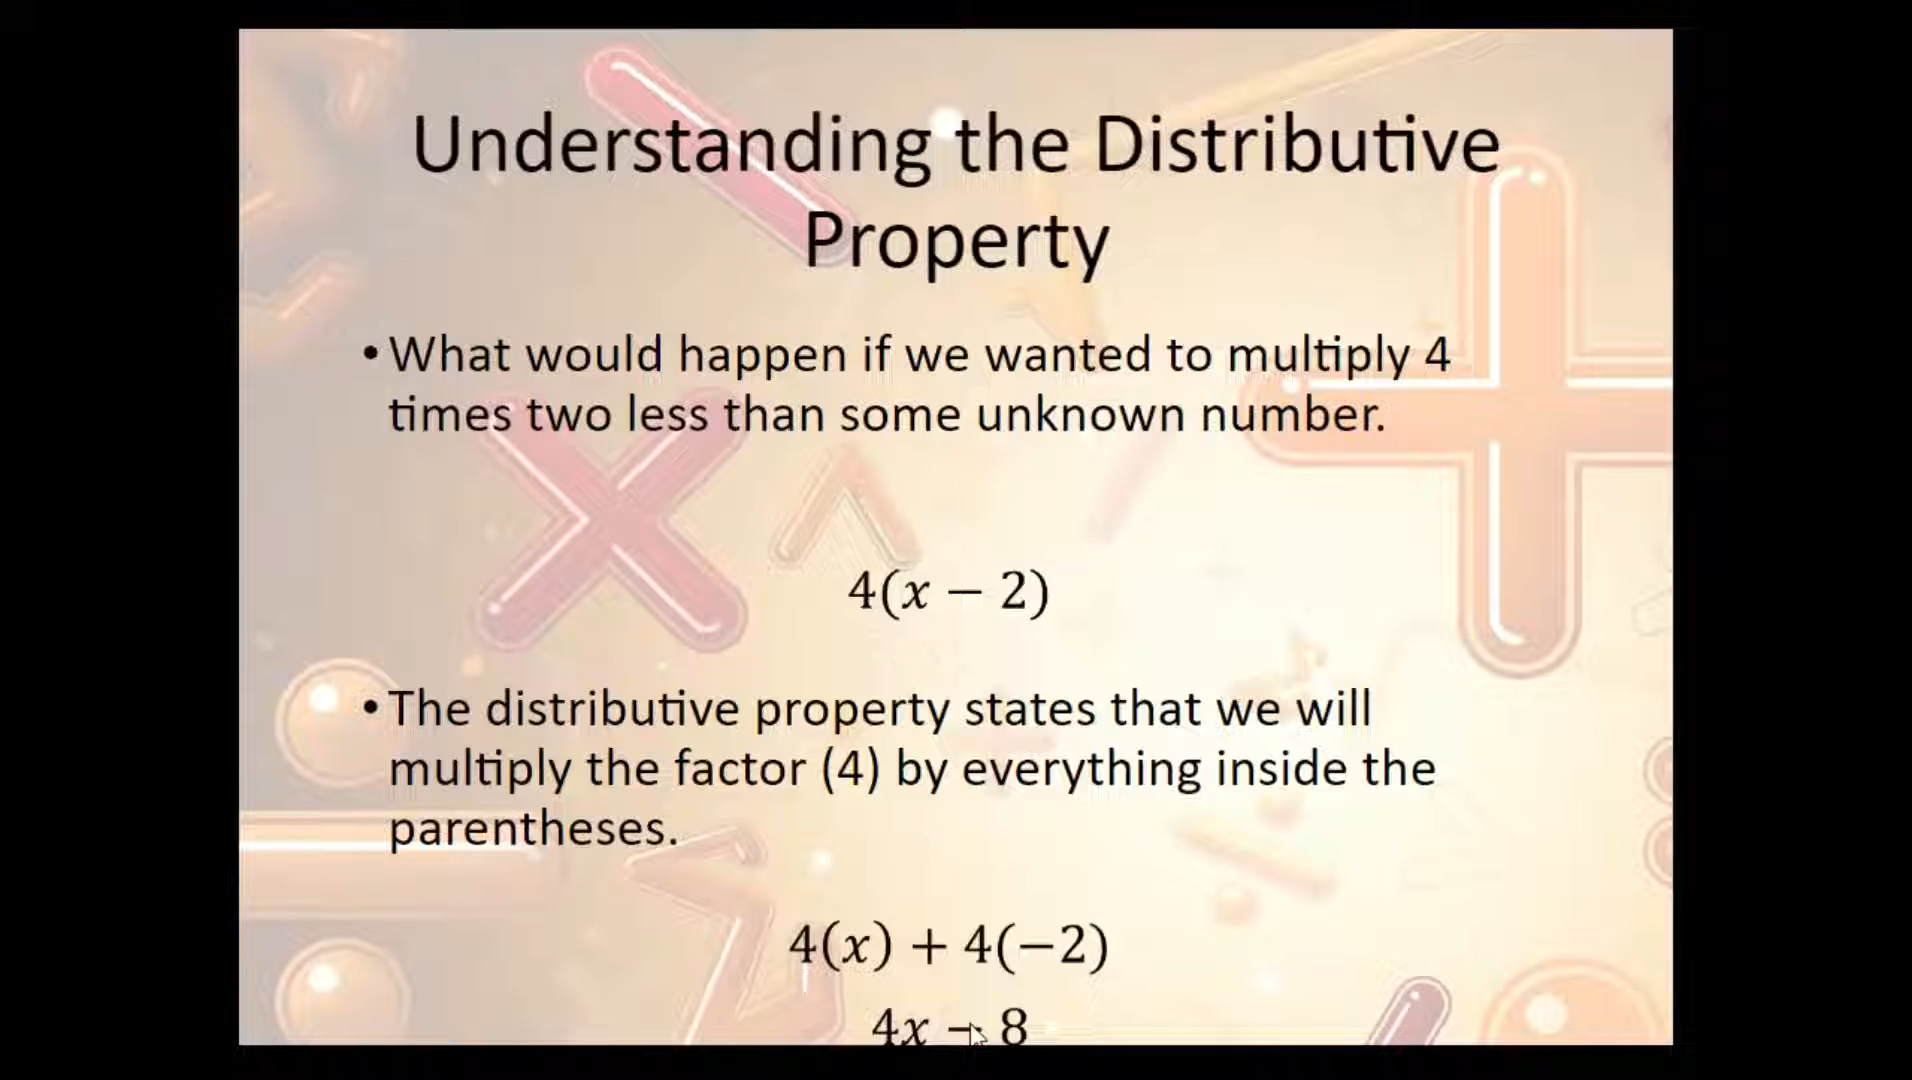 Understanding the Distributive
Property
• What would happen if we wanted to multiply 4
times two less than some unknown number.
4(x − 2)
• The distributive property states that we will
multiply the factor (4) by everything inside the
parentheses.
4(x) + 4(−2)
4x − 8